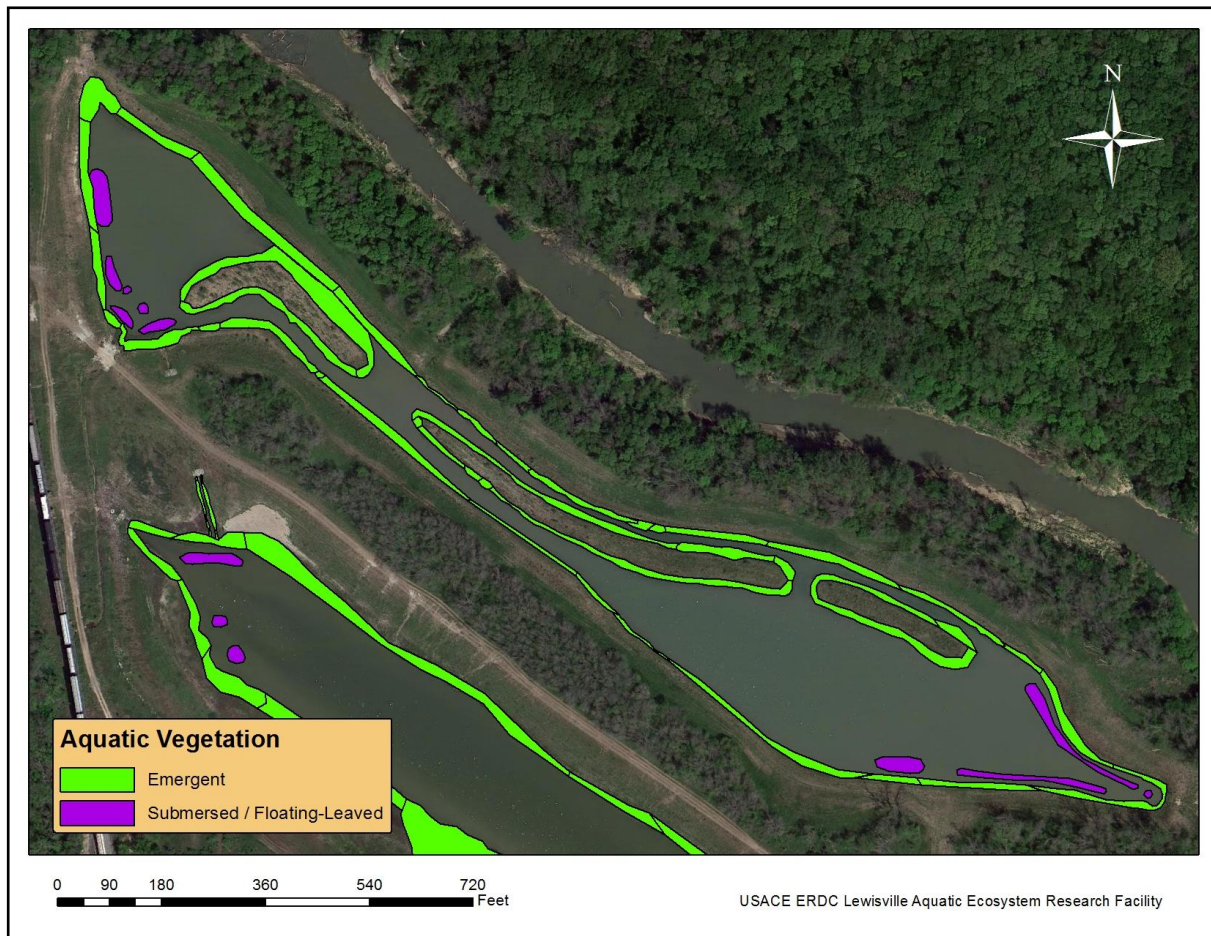 N
Aquatic Vegetation
Emergent
Submersed / Floating-Leaved
0 90 180 360 540 720
Feet
USACE ERDC Lewisville Aquatic Ecosystem Research Facility